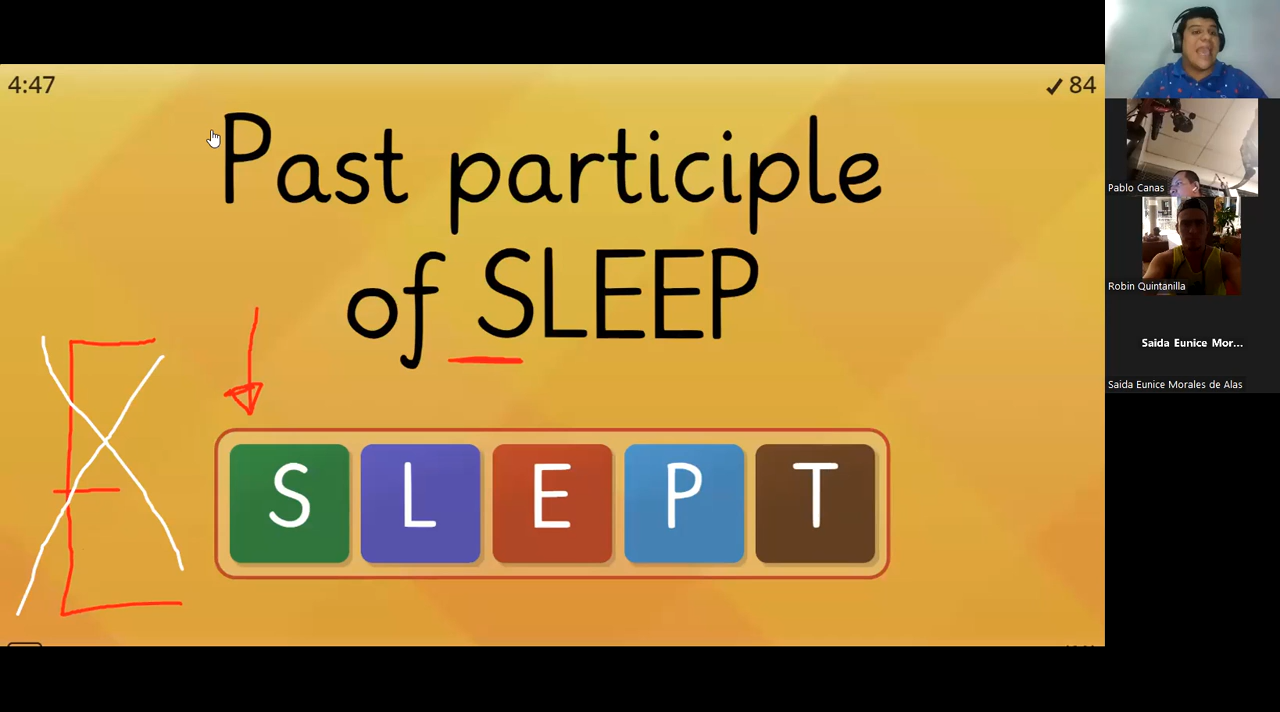 4:47
✓ 84
Past participle
of SLEEP
E
S L E P T
Pablo Canas
Robin Quintanilla
Saida Eunice Mor...
Saida Eunice Morales de Alas